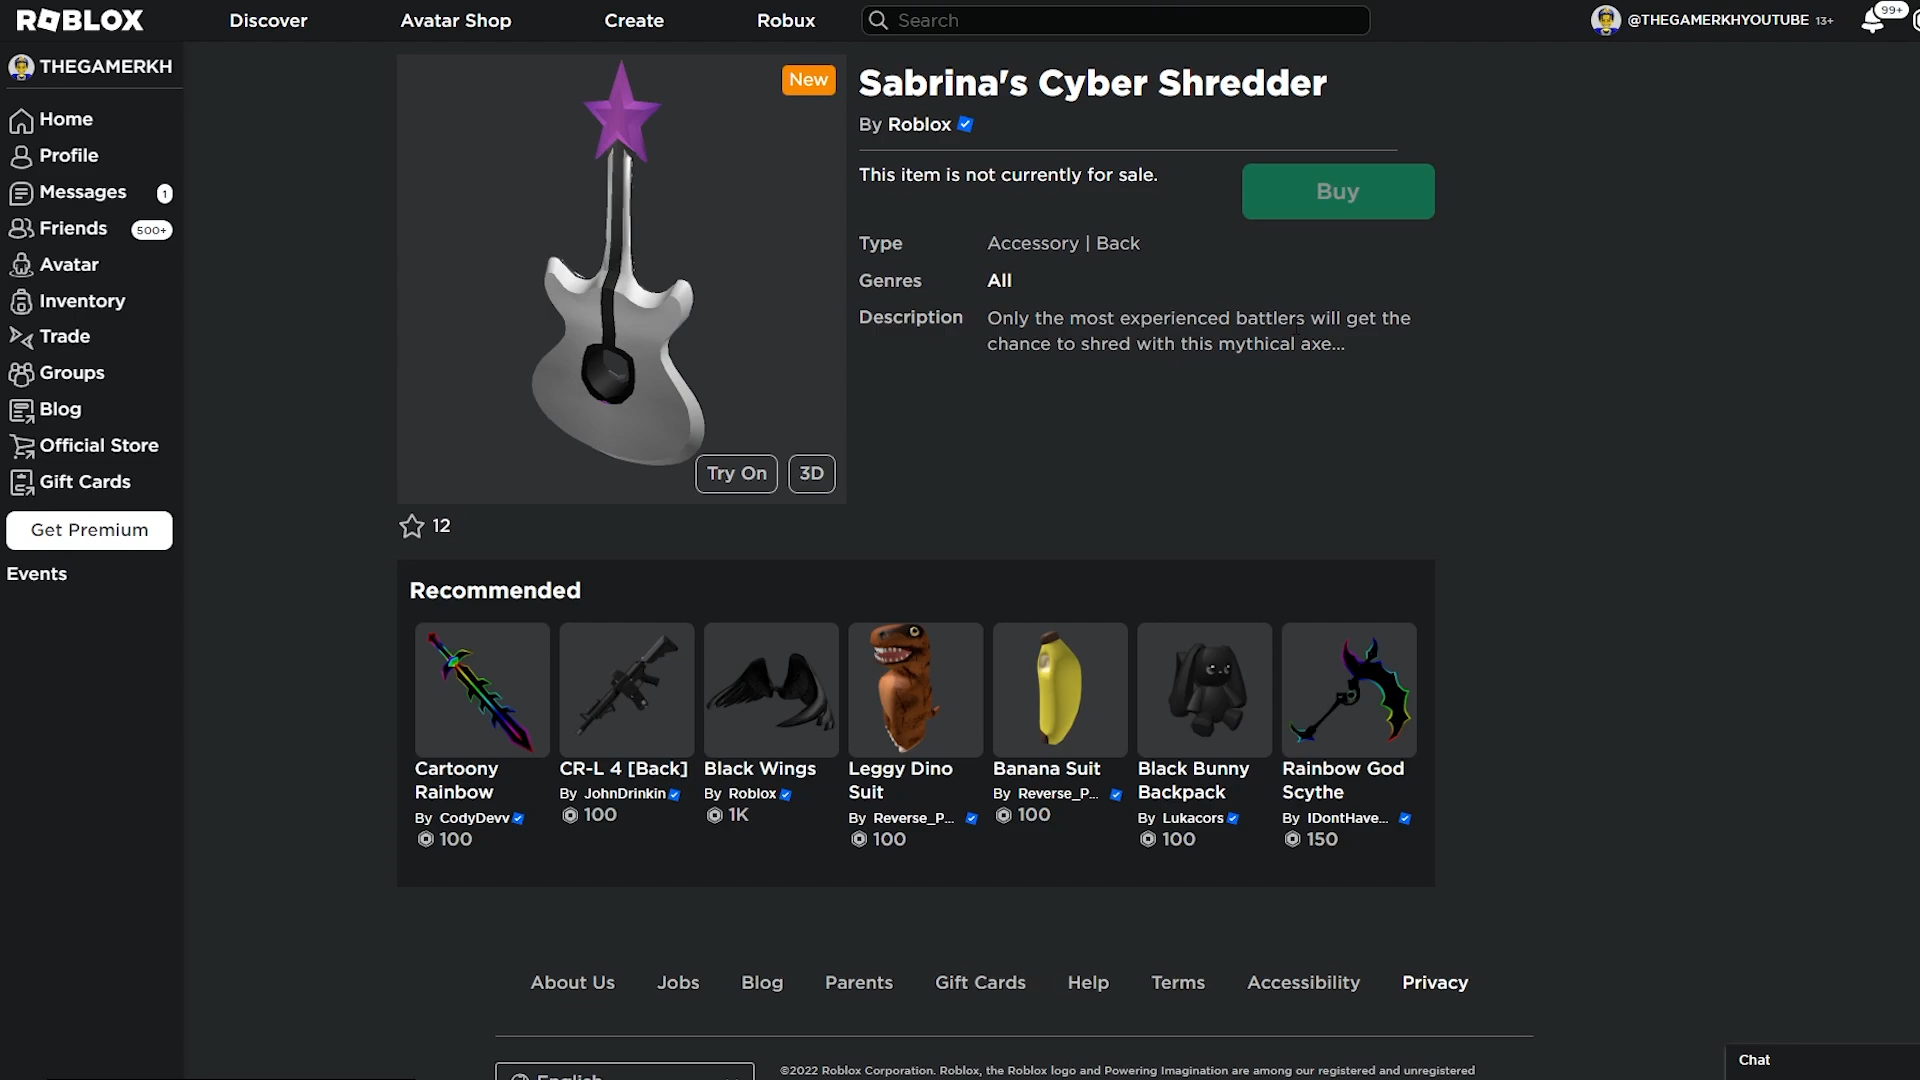 ROBLOX
Discover
Avatar Shop
Create
Robux
Search
@THEGAMERKHYOUTUBE 13+
99+
THEGAMERKH
Home
Profile
Messages 1
Friends 500+
Avatar
Inventory
Trade
Groups
Blog
Official Store
Gift Cards
Get Premium
Events
New
Try On
3D
12
Sabrina's Cyber Shredder
By Roblox
This item is not currently for sale.
Buy
Type Accessory | Back
Genres All
Description Only the most experienced battlers will get the
chance to shred with this mythical axe...
Recommended
Cartoony
Rainbow
By CodyDevv
100
CR-L 4 [Back]
By JohnDrinkin
100
Black Wings
By Roblox
1K
Leggy Dino
Suit
By Reverse_P...
100
Banana Suit
By Reverse_P...
100
Black Bunny
Backpack
By Lukacors
100
Rainbow God
Scythe
By IDontHave...
150
About Us
Jobs
Blog
Parents
Gift Cards
Help
Terms
Accessibility
Privacy
English
©2022 Roblox Corporation. Roblox, the Roblox logo and Powering Imagination are among our registered and unregistered
Chat